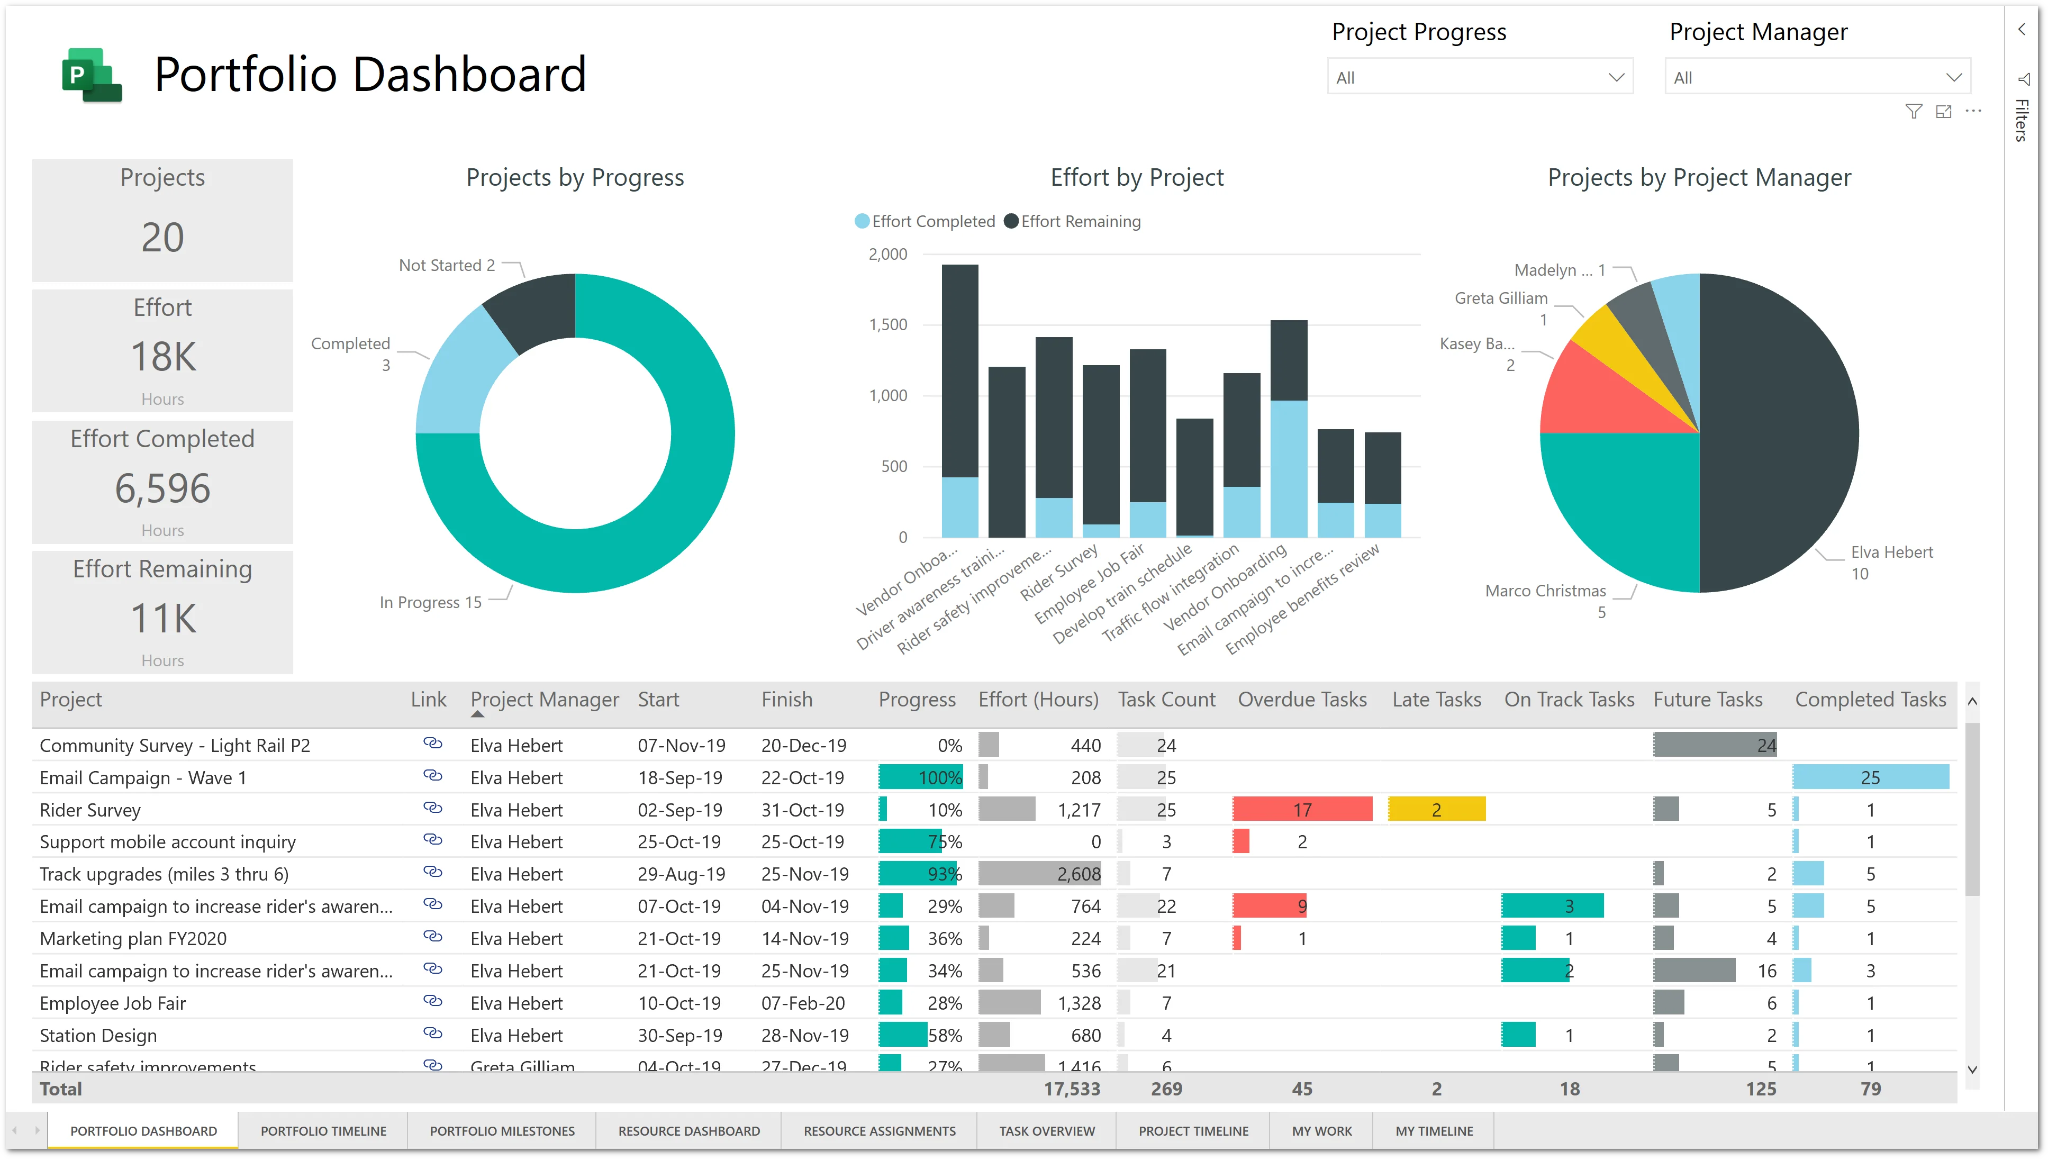 Project Progress
Project Manager
P
Portfolio Dashboard
All
All
Filters
Projects
20
Effort
18K
Hours
Effort Completed
6,596
Hours
Effort Remaining
11K
Hours
Projects by Progress
Not Started 2
Completed
3
In Progress 15
Effort by Project
Effort Completed
Effort Remaining
2,000
1,500
1,000
500
0
Vendor Onboa...
Driver awareness traini...
Rider safety improveme...
Rider Survey
Employee Job Fair
Develop train schedule
Traffic flow integration
Vendor Onboarding
Email campaign to incre...
Employee benefits review
Projects by Project Manager
Madelyn ... 1
Greta Gilliam
1
Kasey Ba...
2
Marco Christmas
5
Elva Hebert
10
Project Link Project Manager Start Finish Progress Effort (Hours) Task Count Overdue Tasks Late Tasks On Track Tasks Future Tasks Completed Tasks
Community Survey - Light Rail P2 Elva Hebert 07-Nov-19 20-Dec-19 0% 440 24 24
Email Campaign - Wave 1 Elva Hebert 18-Sep-19 22-Oct-19 100% 208 25 25
Rider Survey Elva Hebert 02-Sep-19 31-Oct-19 10% 1,217 25 17 2 5 1
Support mobile account inquiry Elva Hebert 25-Oct-19 25-Oct-19 75% 0 3 2 1
Track upgrades (miles 3 thru 6) Elva Hebert 29-Aug-19 25-Nov-19 93% 2,608 7 2 5
Email campaign to increase rider's awaren... Elva Hebert 07-Oct-19 04-Nov-19 29% 764 22 9 3 5 5
Marketing plan FY2020 Elva Hebert 21-Oct-19 14-Nov-19 36% 224 7 1 1 4 1
Email campaign to increase rider's awaren... Elva Hebert 21-Oct-19 25-Nov-19 34% 536 21 2 16 3
Employee Job Fair Elva Hebert 10-Oct-19 07-Feb-20 28% 1,328 7 6 1
Station Design Elva Hebert 30-Sep-19 28-Nov-19 58% 680 4 1 2 1
Rider safety improvements Greta Gilliam 04-Oct-19 27-Dec-19 27% 1,416 6 5 1
Total 17,533 269 45 2 18 125 79
PORTFOLIO DASHBOARD
PORTFOLIO TIMELINE
PORTFOLIO MILESTONES
RESOURCE DASHBOARD
RESOURCE ASSIGNMENTS
TASK OVERVIEW
PROJECT TIMELINE
MY WORK
MY TIMELINE